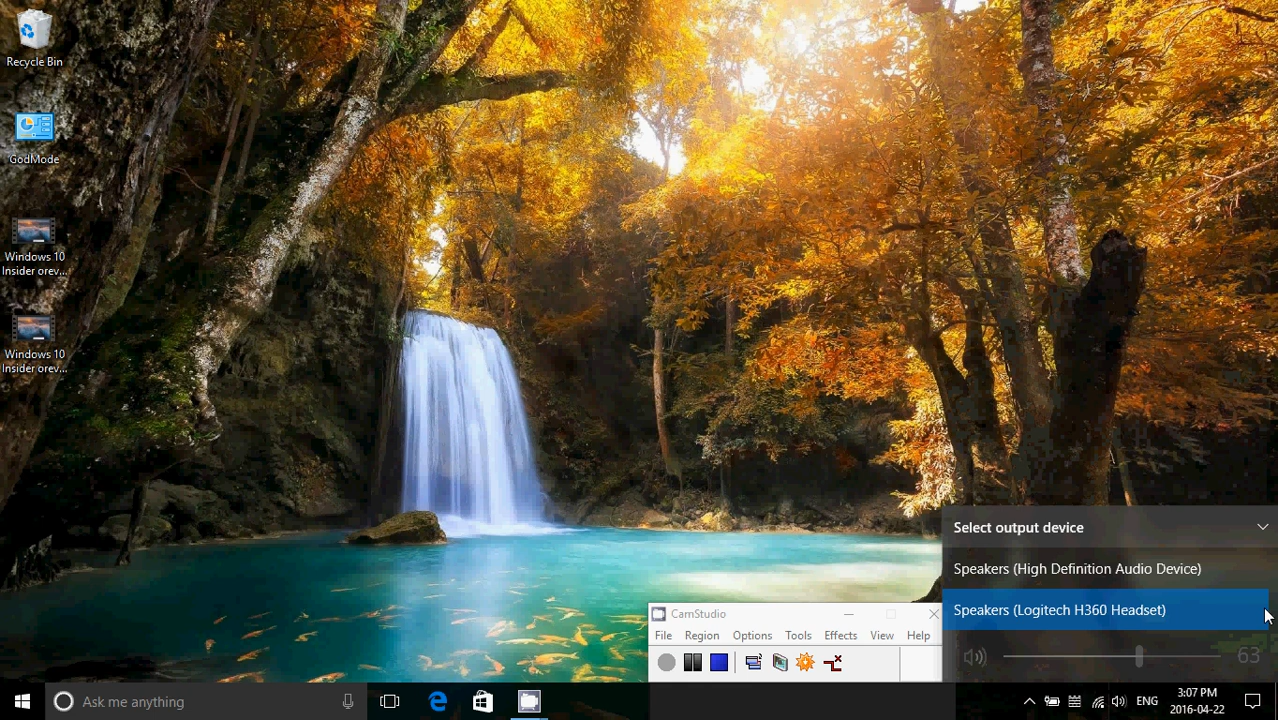 Recycle Bin
GodMode
Windows 10
Insider orev...
Windows 10
Insider orev...
Select output device
Speakers (High Definition Audio Device)
Speakers (Logitech H360 Headset)
63
CamStudio
File Region Options Tools Effects View Help
Ask me anything
ENG
3:07 PM
2016-04-22